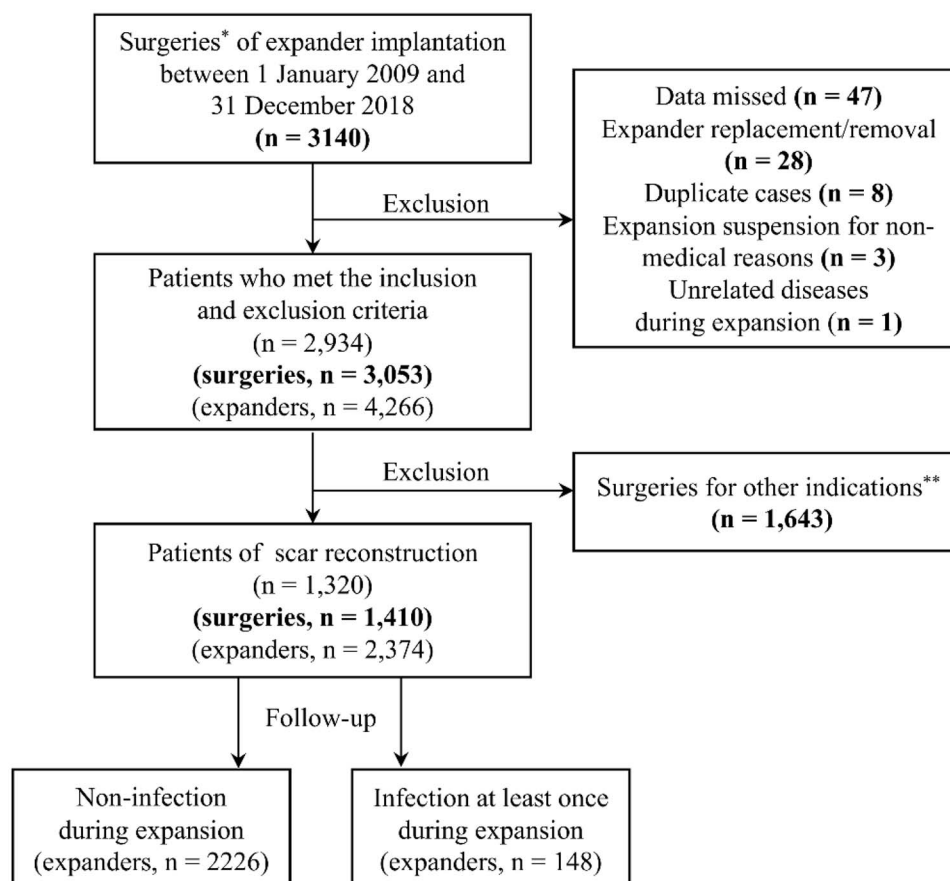 Surgeries* of expander implantation
between 1 January 2009 and
31 December 2018
(n = 3140)
Data missed (n = 47)
Expander replacement/removal
(n = 28)
Duplicate cases (n = 8)
Expansion suspension for non-
medical reasons (n = 3)
Unrelated diseases
during expansion (n = 1)
Exclusion
Patients who met the inclusion
and exclusion criteria
(n = 2,934)
(surgeries, n = 3,053)
(expanders, n = 4,266)
Exclusion
Surgeries for other indications**
(n = 1,643)
Patients of scar reconstruction
(n = 1,320)
(surgeries, n = 1,410)
(expanders, n = 2,374)
Follow-up
Non-infection
during expansion
(expanders, n = 2226)
Infection at least once
during expansion
(expanders, n = 148)